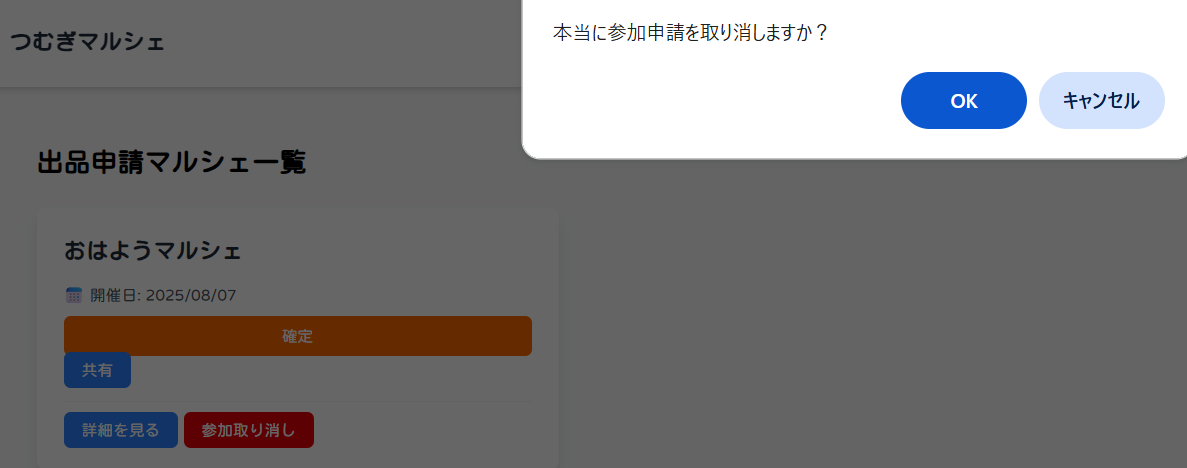 つむぎマルシェ
本当に参加申請を取り消しますか？
OK
キャンセル
出品申請マルシェ一覧
おはようマルシェ
開催日: 2025/08/07
確定
共有
詳細を見る
参加取り消し